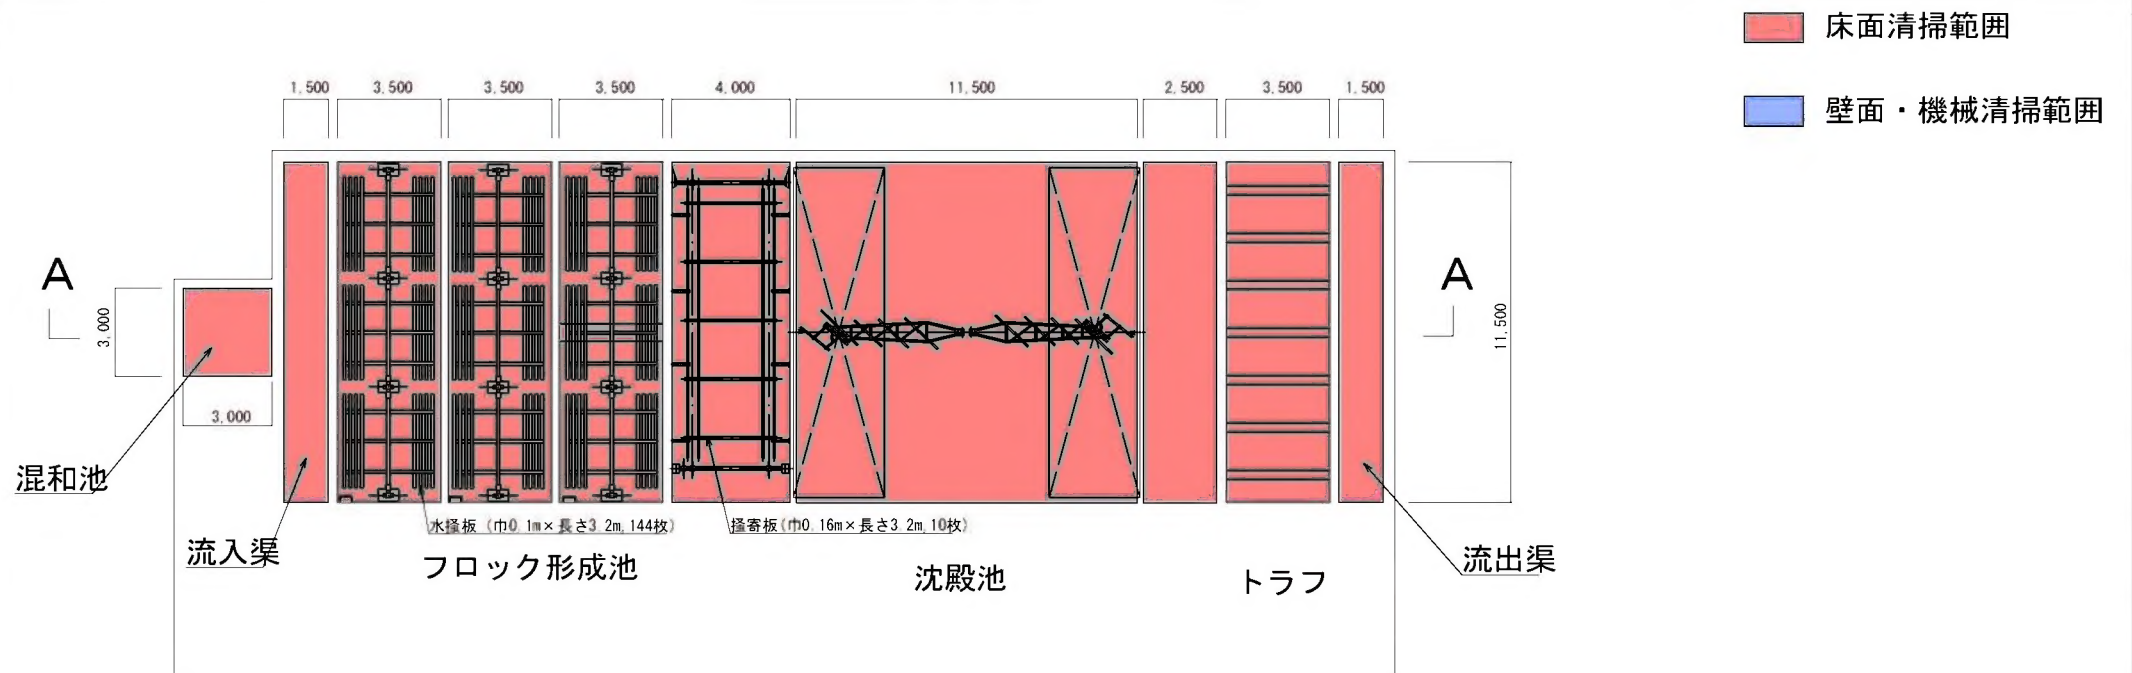 床面清掃範囲
壁面・機械清掃範囲
1,500 3,500 3,500 3,500 4,000 11,500 2,500 3,500 1,500
A
A
3,000
11,500
3,000
混和池
水掻板(巾0.1m×長さ3.2m,144枚)
掻寄板(巾0.16m×長さ3.2m,10枚)
流入渠
フロック形成池
沈殿池
トラフ
流出渠